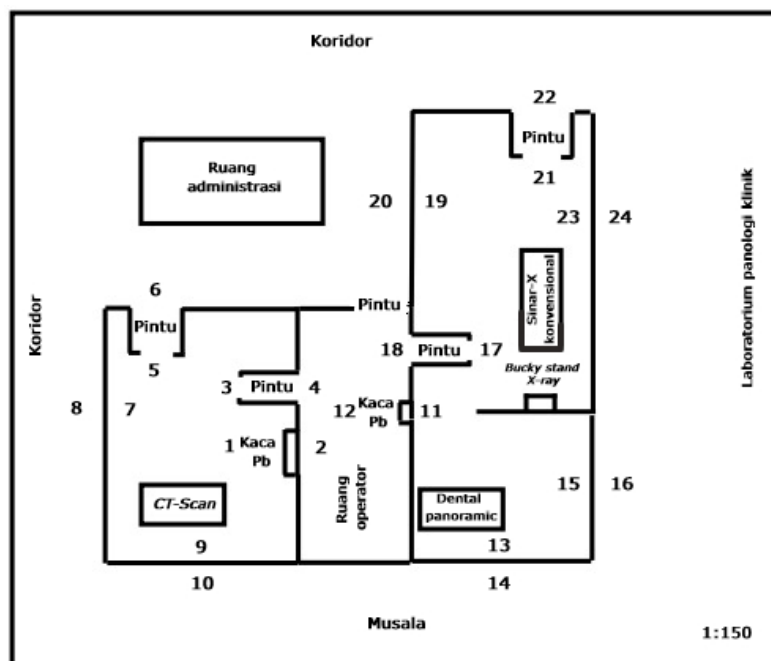 Koridor
22
Pintu
21
Ruang
administrasi
20
19
23
24
Laboratorium panologi klinik
Sinar-X
konvensional
6
Pintu
5
Pintu
Koridor
18
Pintu
17
Bucky stand
X-ray
8
7
3
Pintu
4
12
Kaca
Pb
11
1
Kaca
Pb
2
Ruang
operator
CT-Scan
Dental
panoramic
15
16
9
13
10
14
Musala
1:150